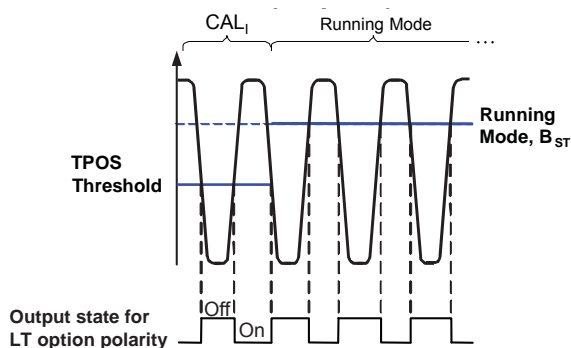 CAL_I Running Mode ...
TPOS
Threshold
Running
Mode, B_ST
Output state for
LT option polarity
Off
On